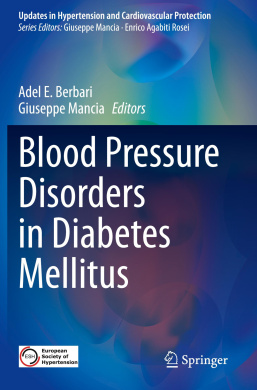 Updates in Hypertension and Cardiovascular Protection
Series Editors: Giuseppe Mancia · Enrico Agabiti Rosei
Adel E. Berbari
Giuseppe Mancia Editors
Blood Pressure
Disorders
in Diabetes
Mellitus
ESH
European
Society of
Hypertension
Springer